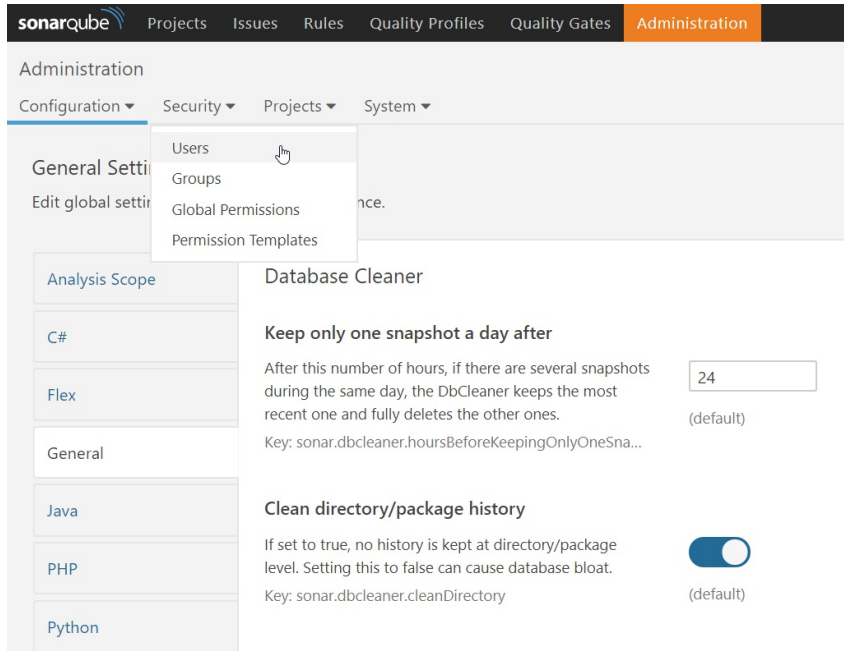 sonarqube Projects Issues Rules Quality Profiles Quality Gates Administration
Administration
Configuration Security Projects System
Users
Groups
Global Permissions
Permission Templates
General Setti
Edit global settin nce.
Analysis Scope
C#
Flex
General
Java
PHP
Python
Database Cleaner
Keep only one snapshot a day after
After this number of hours, if there are several snapshots
during the same day, the DbCleaner keeps the most
recent one and fully deletes the other ones.
Key: sonar.dbcleaner.hoursBeforeKeepingOnlyOneSna...
24
(default)
Clean directory/package history
If set to true, no history is kept at directory/package
level. Setting this to false can cause database bloat.
Key: sonar.dbcleaner.cleanDirectory
(default)